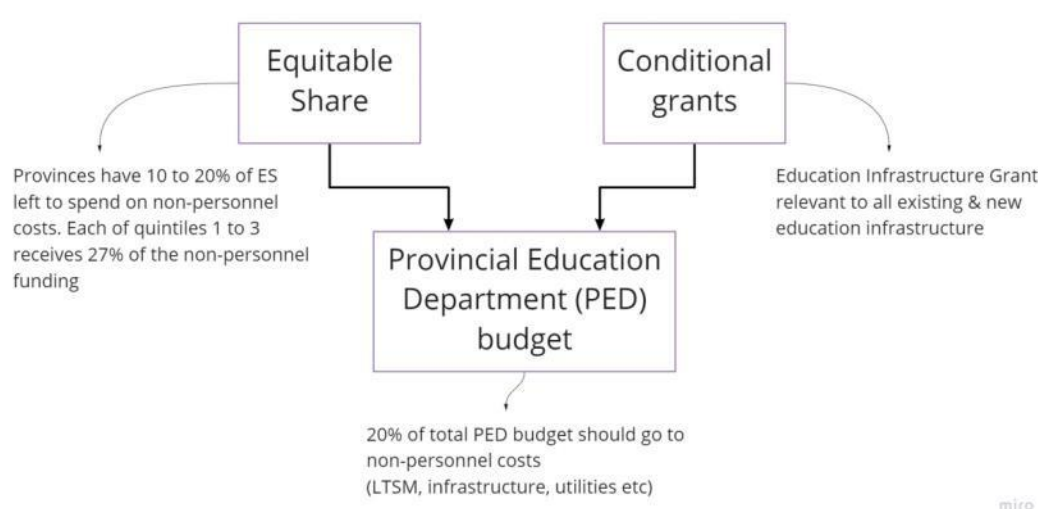 Equitable
Share
Conditional
grants
Provinces have 10 to 20% of ES
left to spend on non-personnel
costs. Each of quintiles 1 to 3
receives 27% of the non-personnel
funding
Education Infrastructure Grant
relevant to all existing & new
education infrastructure
Provincial Education
Department (PED)
budget
20% of total PED budget should go to
non-personnel costs
(LTSM, infrastructure, utilities etc)
miro